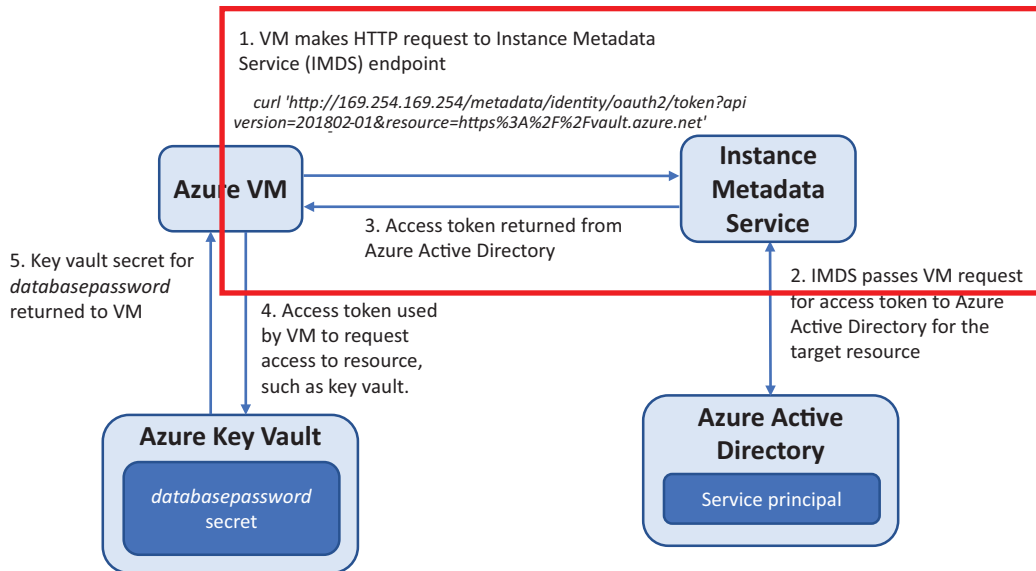 1. VM makes HTTP request to Instance Metadata
Service (IMDS) endpoint
curl 'http://169.254.169.254/metadata/identity/oauth2/token?api
version=201802-01&resource=https%3A%2F%2Fvault.azure.net'
Azure VM
Instance
Metadata
Service
3. Access token returned from
Azure Active Directory
5. Key vault secret for
databasepassword
returned to VM
4. Access token used
by VM to request
access to resource,
such as key vault.
2. IMDS passes VM request
for access token to Azure
Active Directory for the
target resource
Azure Key Vault
databasepassword
secret
Azure Active
Directory
Service principal